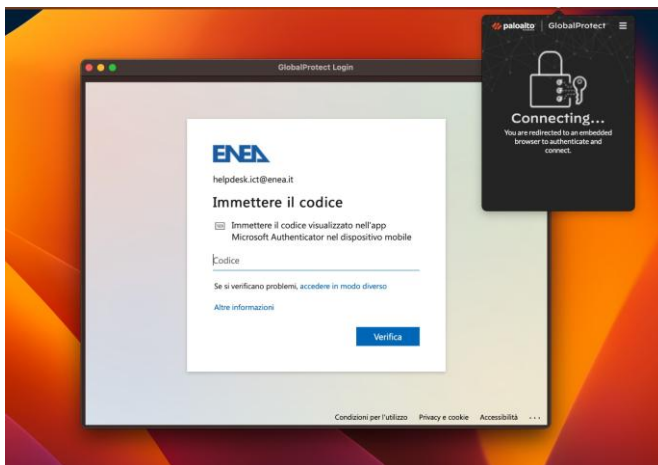 GlobalProtect Login
ENEA
helpdesk.ict@enea.it
Immettere il codice
Immettere il codice visualizzato nell'app
Microsoft Authenticator nel dispositivo mobile
Codice
Se si verificano problemi, accedere in modo diverso
Altre informazioni
Verifica
Condizioni per l'utilizzo Privacy e cookie Accessibilità ...
paloalto GlobalProtect
Connecting...
You are redirected to an embedded
browser to authenticate and
connect.